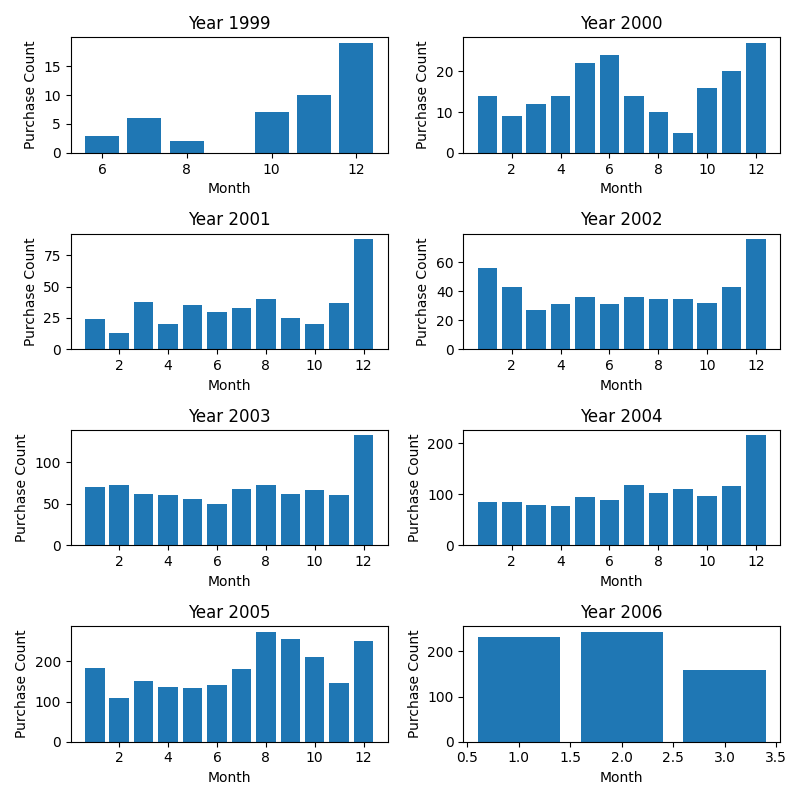 Year 1999
Purchase Count
15
10
5
0
6 8 10 12
Month
Year 2000
Purchase Count
20
10
0
2 4 6 8 10 12
Month
Year 2001
Purchase Count
75
50
25
0
2 4 6 8 10 12
Month
Year 2002
Purchase Count
60
40
20
0
2 4 6 8 10 12
Month
Year 2003
Purchase Count
100
50
0
2 4 6 8 10 12
Month
Year 2004
Purchase Count
200
100
0
2 4 6 8 10 12
Month
Year 2005
Purchase Count
200
100
0
2 4 6 8 10 12
Month
Year 2006
Purchase Count
200
100
0
0.5 1.0 1.5 2.0 2.5 3.0 3.5
Month